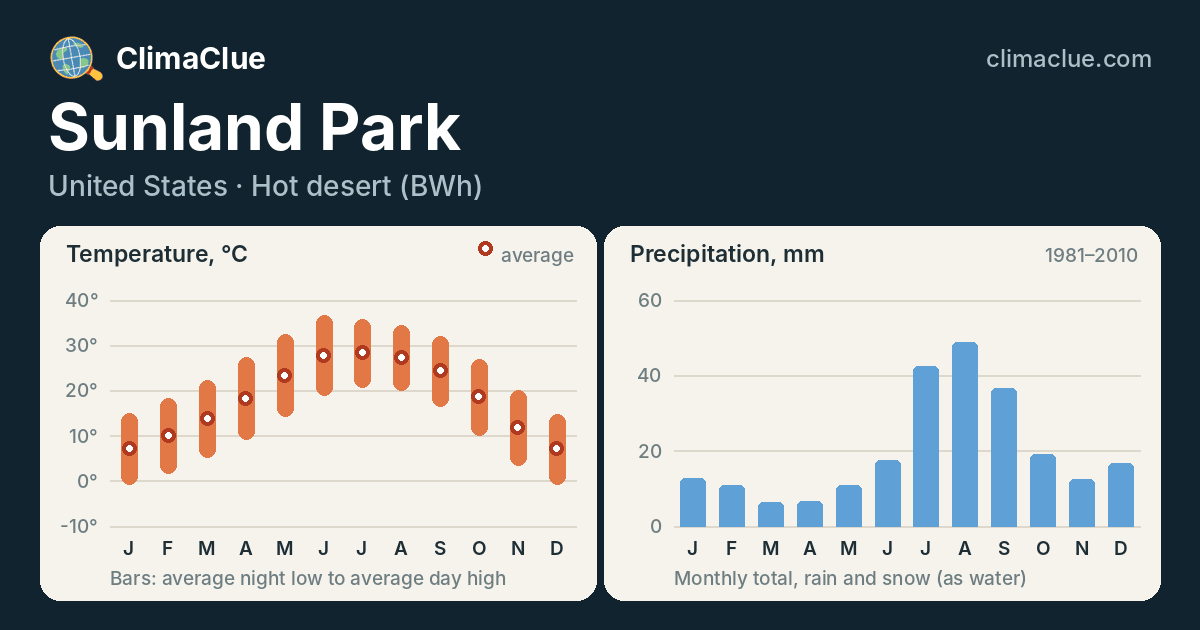 ClimaClue
climaclue.com
Sunland Park
United States · Hot desert (BWh)
Temperature, °C
average
40°
30°
20°
10°
0°
-10°
J F M A M J J A S O N D
Bars: average night low to average day high
Precipitation, mm
1981–2010
60
40
20
0
J F M A M J J A S O N D
Monthly total, rain and snow (as water)